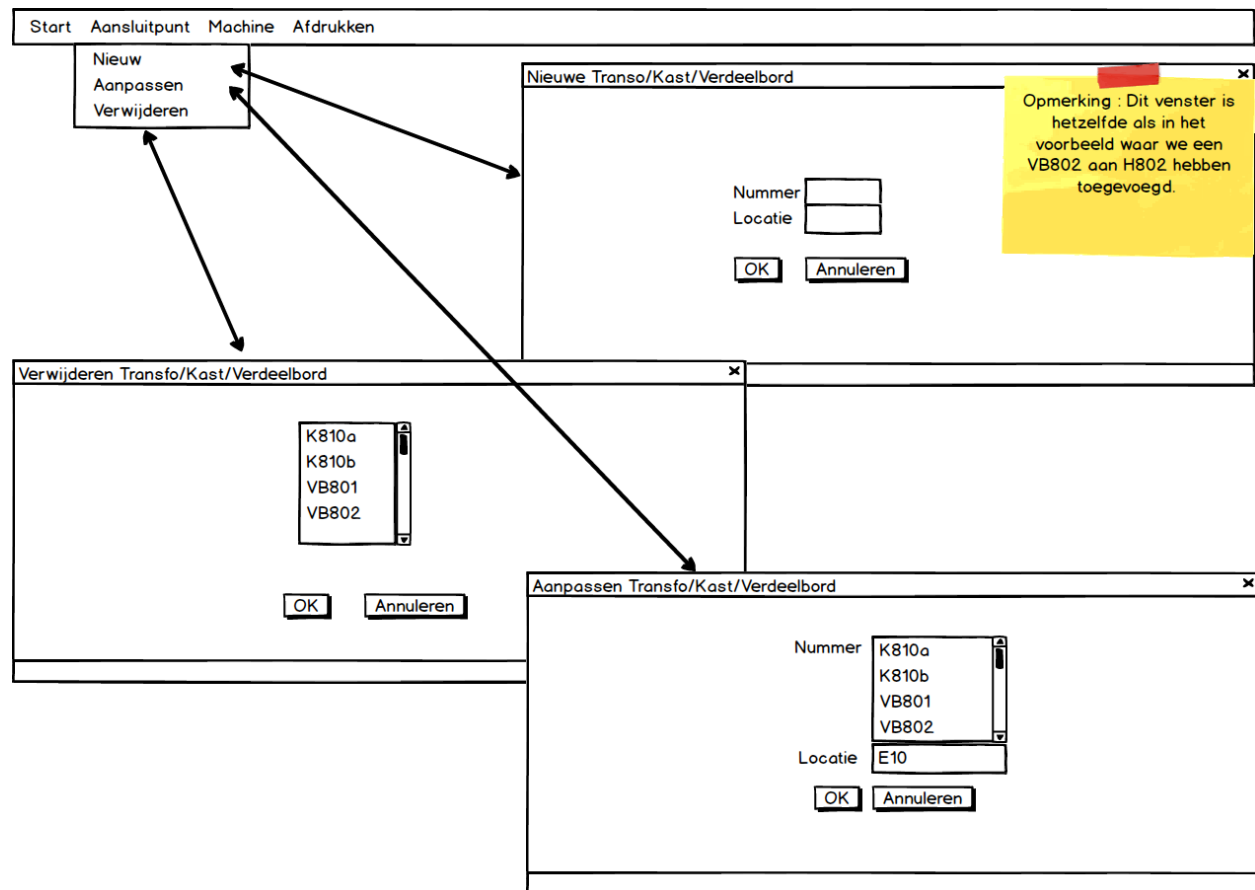 Start Aansluitpunt Machine Afdrukken
Nieuw
Aanpassen
Verwijderen
Nieuwe Transo/Kast/Verdeelbord
Opmerking : Dit venster is
hetzelfde als in het
voorbeeld waar we een
VB802 aan H802 hebben
toegevoegd.
Nummer
Locatie
OK Annuleren
Verwijderen Transfo/Kast/Verdeelbord
K810a
K810b
VB801
VB802
OK Annuleren
Aanpassen Transfo/Kast/Verdeelbord
Nummer K810a
K810b
VB801
VB802
Locatie E10
OK Annuleren